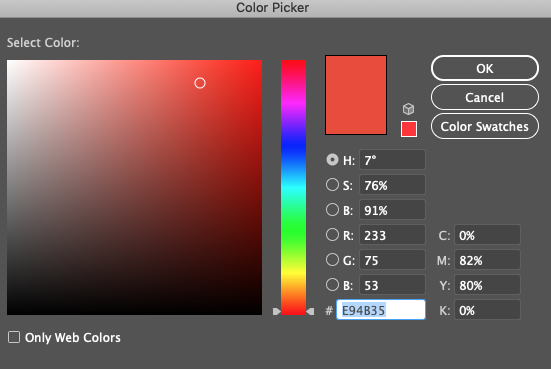 Color Picker
Select Color:
OK
Cancel
Color Swatches
H: 7°
S: 76%
B: 91%
R: 233 C: 0%
G: 75 M: 82%
B: 53 Y: 80%
# E94B35 K: 0%
Only Web Colors